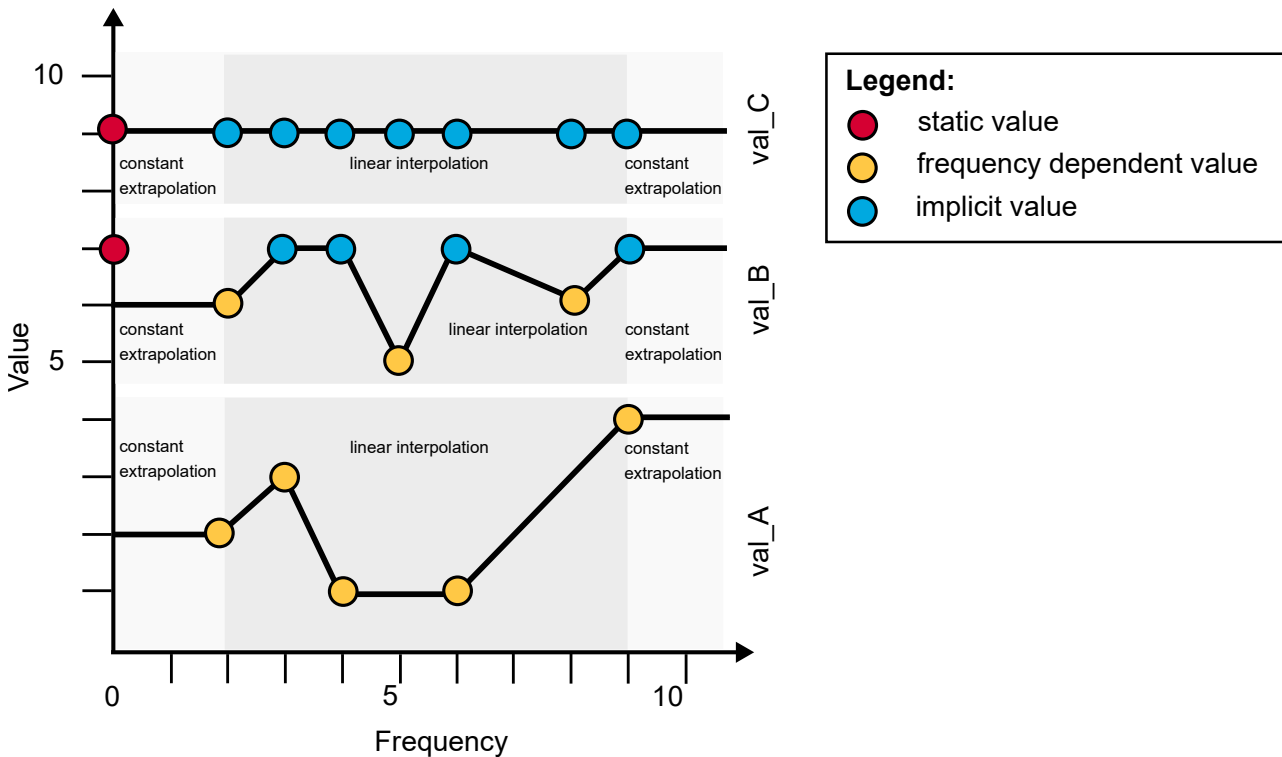 10
constant
extrapolation
linear interpolation
constant
extrapolation
val_C
Legend:
static value
frequency dependent value
implicit value
Value
5
constant
extrapolation
linear interpolation
constant
extrapolation
val_B
constant
extrapolation
linear interpolation
constant
extrapolation
val_A
0
5
10
Frequency